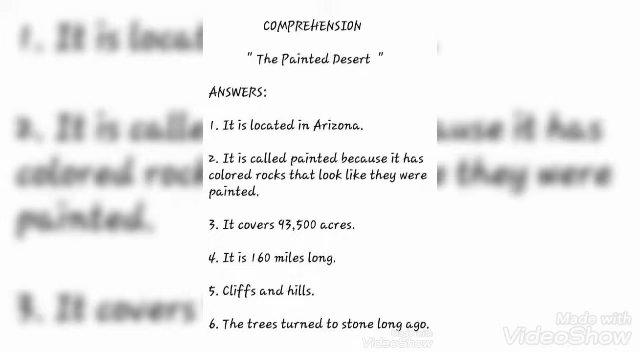 COMPREHENSION
" The Painted Desert "
ANSWERS:
1. It is located in Arizona.
2. It is called painted because it has
colored rocks that look like they were
painted.
3. It covers 93,500 acres.
4. It is 160 miles long.
5. Cliffs and hills.
6. The trees turned to stone long ago.
Made with
VideoShow